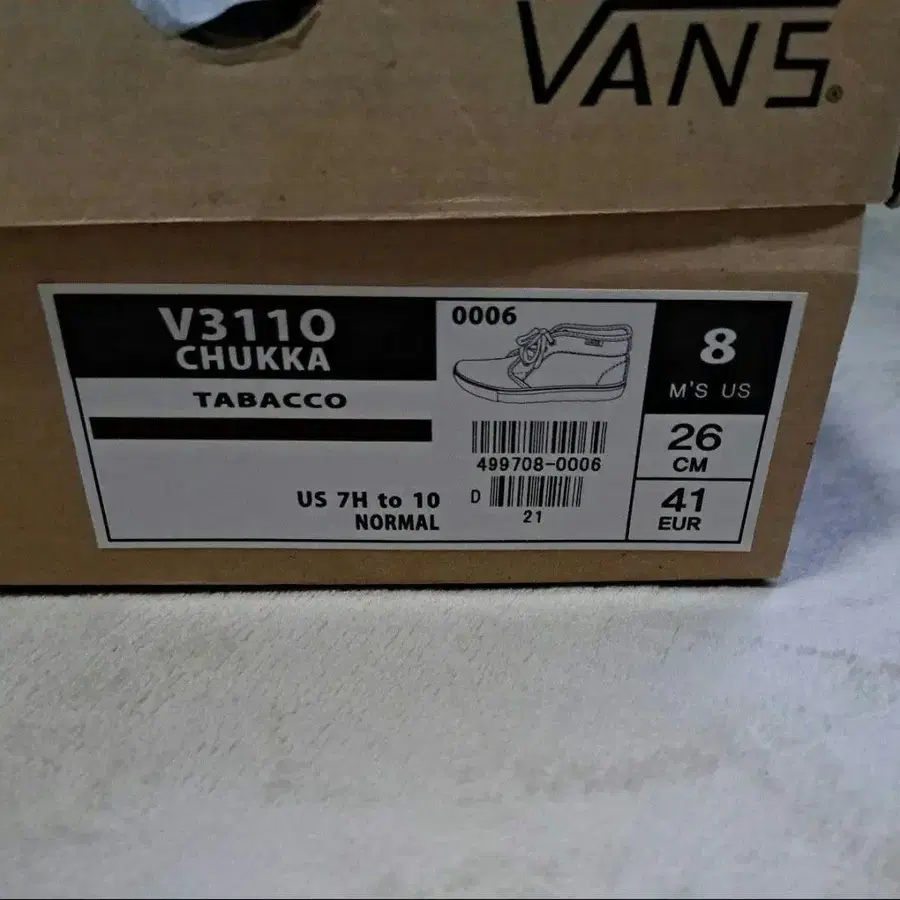 VANS
V3110
CHUKKA
TABACCO
US 7H to 10
NORMAL
0006
499708-0006
D
21
8
M'S US
26
CM
41
EUR